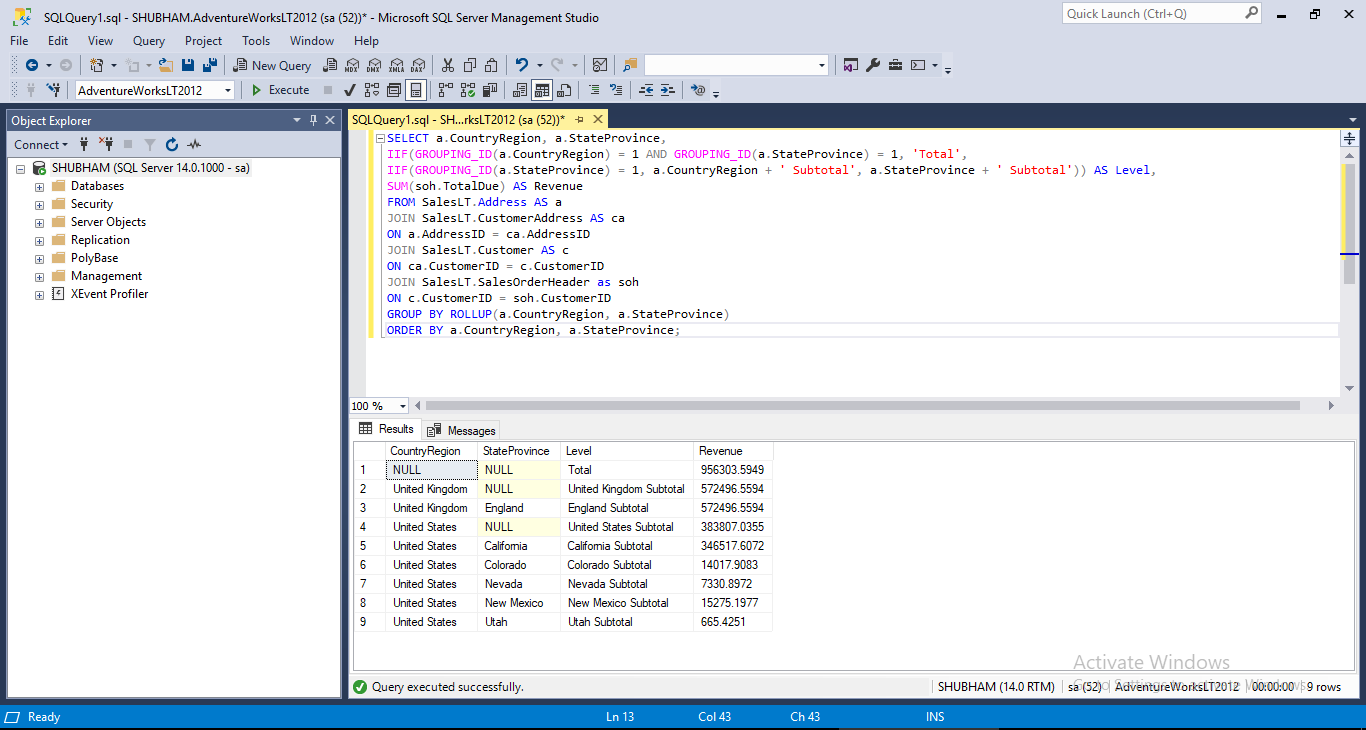 SQLQuery1.sql - SHUBHAM.AdventureWorksLT2012 (sa (52))* - Microsoft SQL Server Management Studio
Quick Launch (Ctrl+Q)
File Edit View Query Project Tools Window Help
New Query MDX DMX XMLA DAX
AdventureWorksLT2012 Execute
Object Explorer
Connect
SHUBHAM (SQL Server 14.0.1000 - sa)
Databases
Security
Server Objects
Replication
PolyBase
Management
XEvent Profiler
SQLQuery1.sql - SH...rksLT2012 (sa (52))*
SELECT a.CountryRegion, a.StateProvince,
IIF(GROUPING_ID(a.CountryRegion) = 1 AND GROUPING_ID(a.StateProvince) = 1, 'Total',
IIF(GROUPING_ID(a.StateProvince) = 1, a.CountryRegion + ' Subtotal', a.StateProvince + ' Subtotal')) AS Level,
SUM(soh.TotalDue) AS Revenue
FROM SalesLT.Address AS a
JOIN SalesLT.CustomerAddress AS ca
ON a.AddressID = ca.AddressID
JOIN SalesLT.Customer AS c
ON ca.CustomerID = c.CustomerID
JOIN SalesLT.SalesOrderHeader as soh
ON c.CustomerID = soh.CustomerID
GROUP BY ROLLUP(a.CountryRegion, a.StateProvince)
ORDER BY a.CountryRegion, a.StateProvince;
100 %
Results Messages
CountryRegion StateProvince Level Revenue
1 NULL NULL Total 956303.5949
2 United Kingdom NULL United Kingdom Subtotal 572496.5594
3 United Kingdom England England Subtotal 572496.5594
4 United States NULL United States Subtotal 383807.0355
5 United States California California Subtotal 346517.6072
6 United States Colorado Colorado Subtotal 14017.9083
7 United States Nevada Nevada Subtotal 7330.8972
8 United States New Mexico New Mexico Subtotal 15275.1977
9 United States Utah Utah Subtotal 665.4251
Activate Windows
Go to Settings to activate Windows.
Query executed successfully. SHUBHAM (14.0 RTM) sa (52) AdventureWorksLT2012 00:00:00 9 rows
Ready Ln 13 Col 43 Ch 43 INS